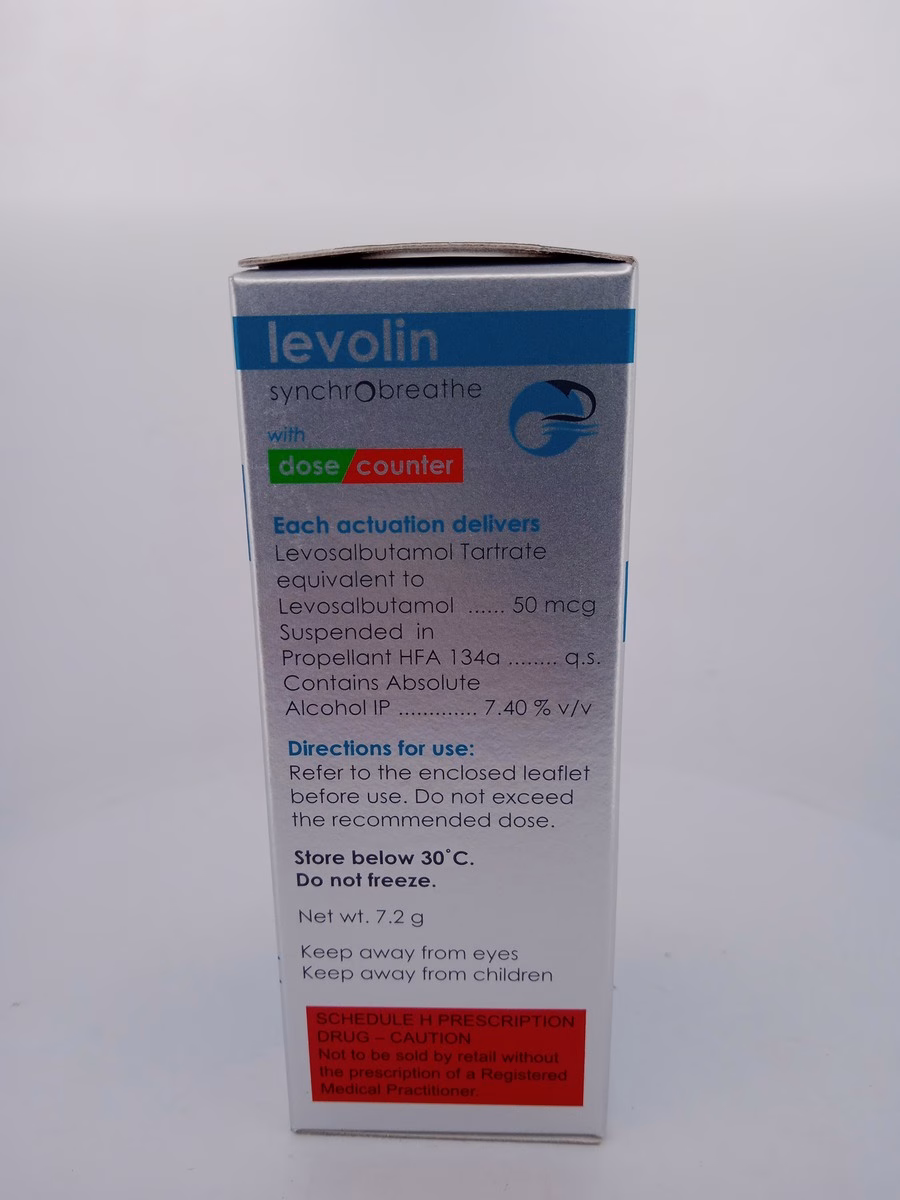 levolin
synchrobreathe
with
dose counter
Each actuation delivers
Levosalbutamol Tartrate
equivalent to
Levosalbutamol ...... 50 mcg
Suspended in
Propellant HFA 134a ........ q.s.
Contains Absolute
Alcohol IP ............. 7.40 % v/v
Directions for use:
Refer to the enclosed leaflet
before use. Do not exceed
the recommended dose.
Store below 30°C.
Do not freeze.
Net wt. 7.2 g
Keep away from eyes
Keep away from children
SCHEDULE H PRESCRIPTION
DRUG – CAUTION
Not to be sold by retail without
the prescription of a Registered
Medical Practitioner.